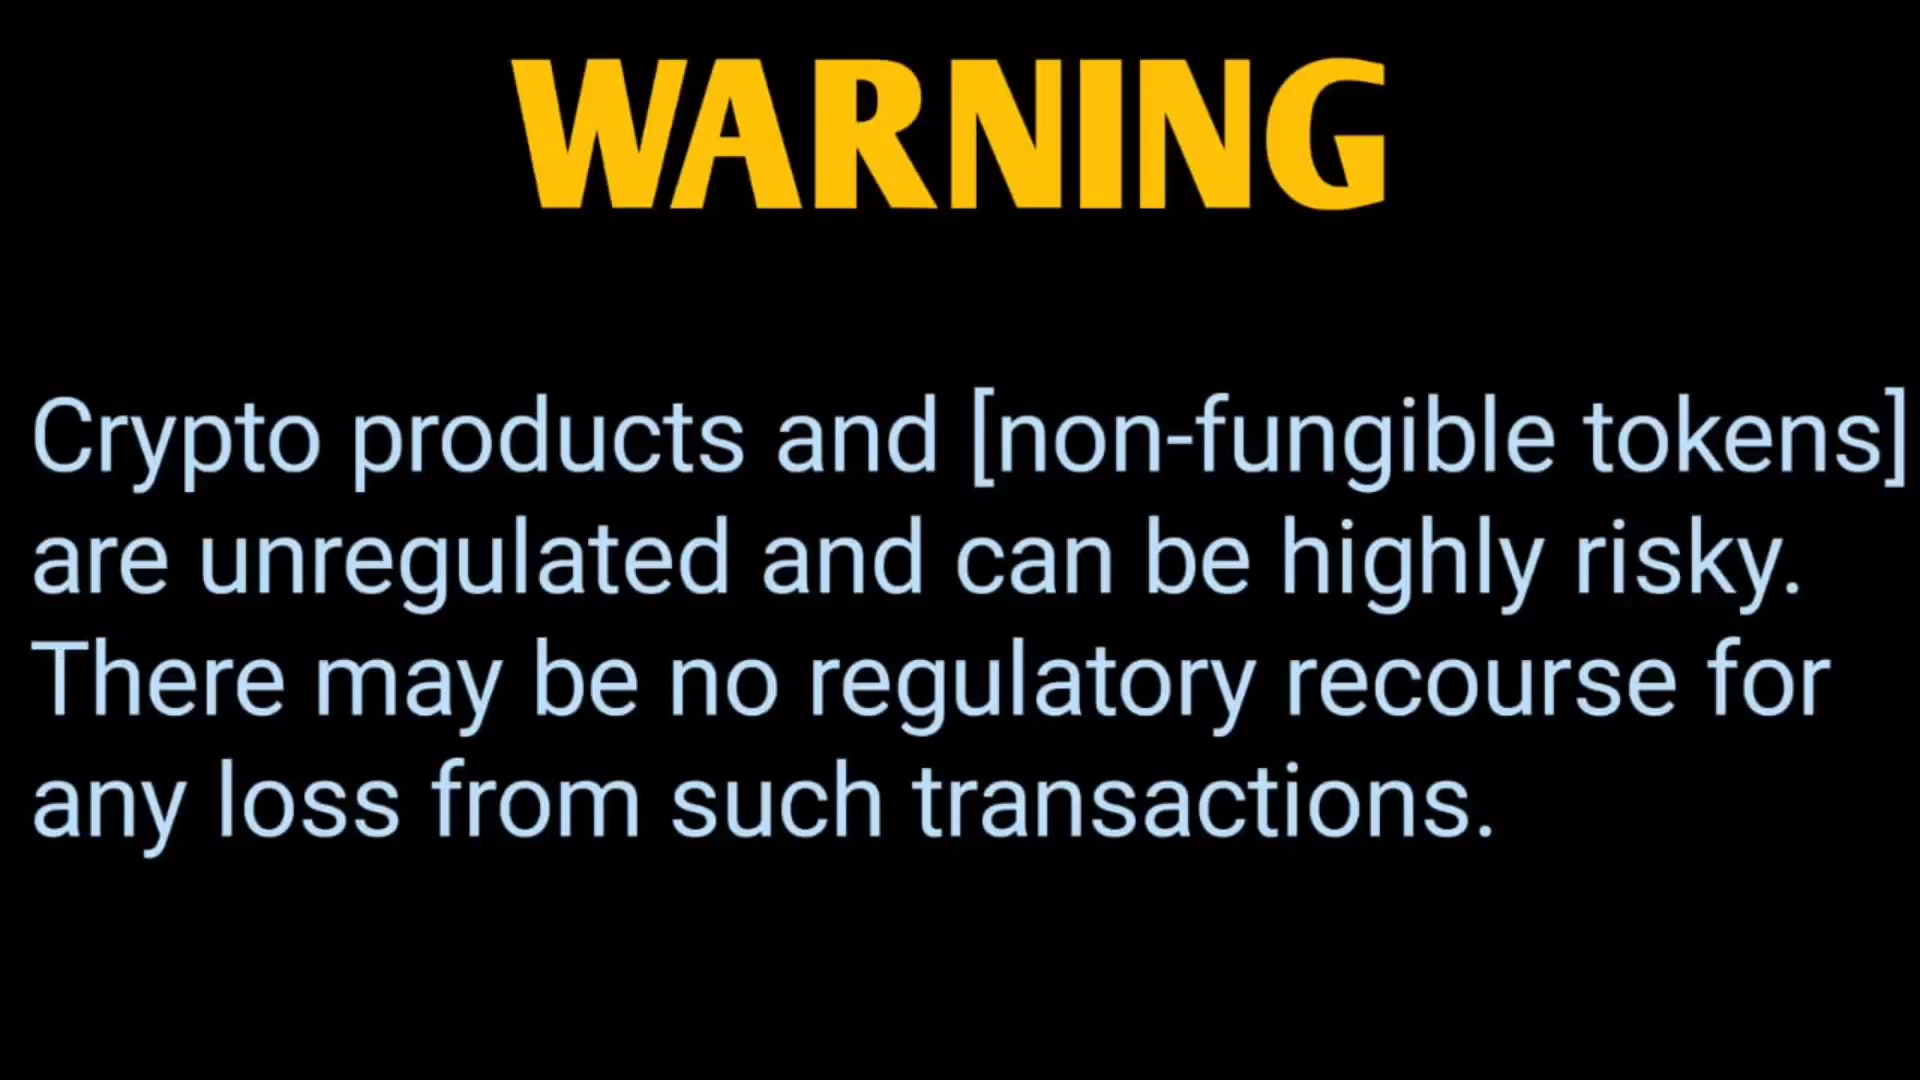 WARNING
Crypto products and [non-fungible tokens]
are unregulated and can be highly risky.
There may be no regulatory recourse for
any loss from such transactions.